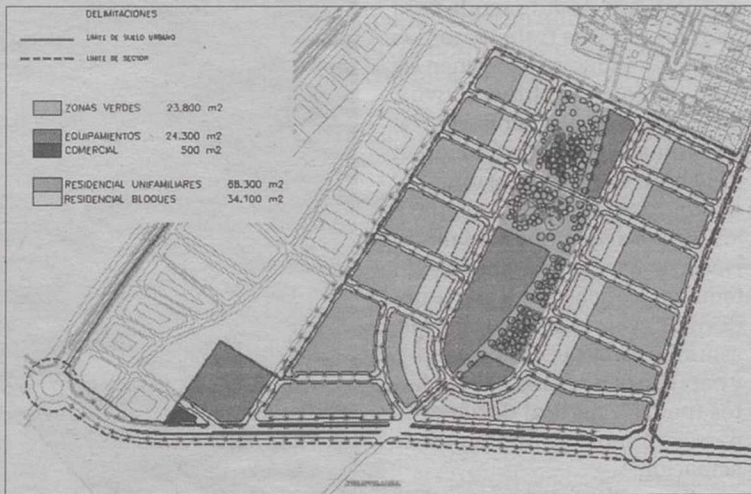 DELIMITACIONES
LIMITE DE SUELO URBANO
LIMITE DE SECTOR
ZONAS VERDES 23.800 m2
EQUIPAMIENTOS 24.300 m2
COMERCIAL 500 m2
RESIDENCIAL UNIFAMILIARES 68.300 m2
RESIDENCIAL BLOQUES 34.100 m2